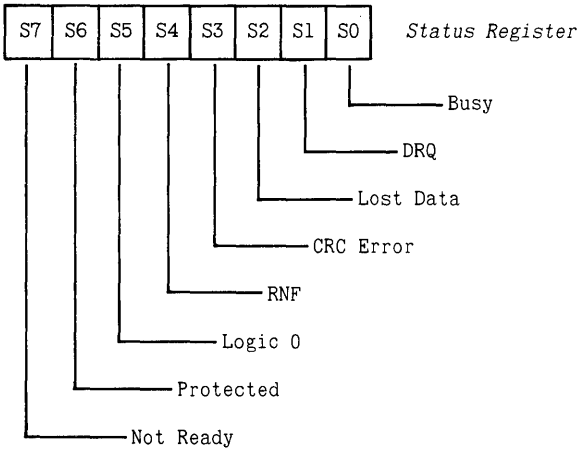 S7 S6 S5 S4 S3 S2 S1 S0 Status Register
Busy
DRQ
Lost Data
CRC Error
RNF
Logic 0
Protected
Not Ready